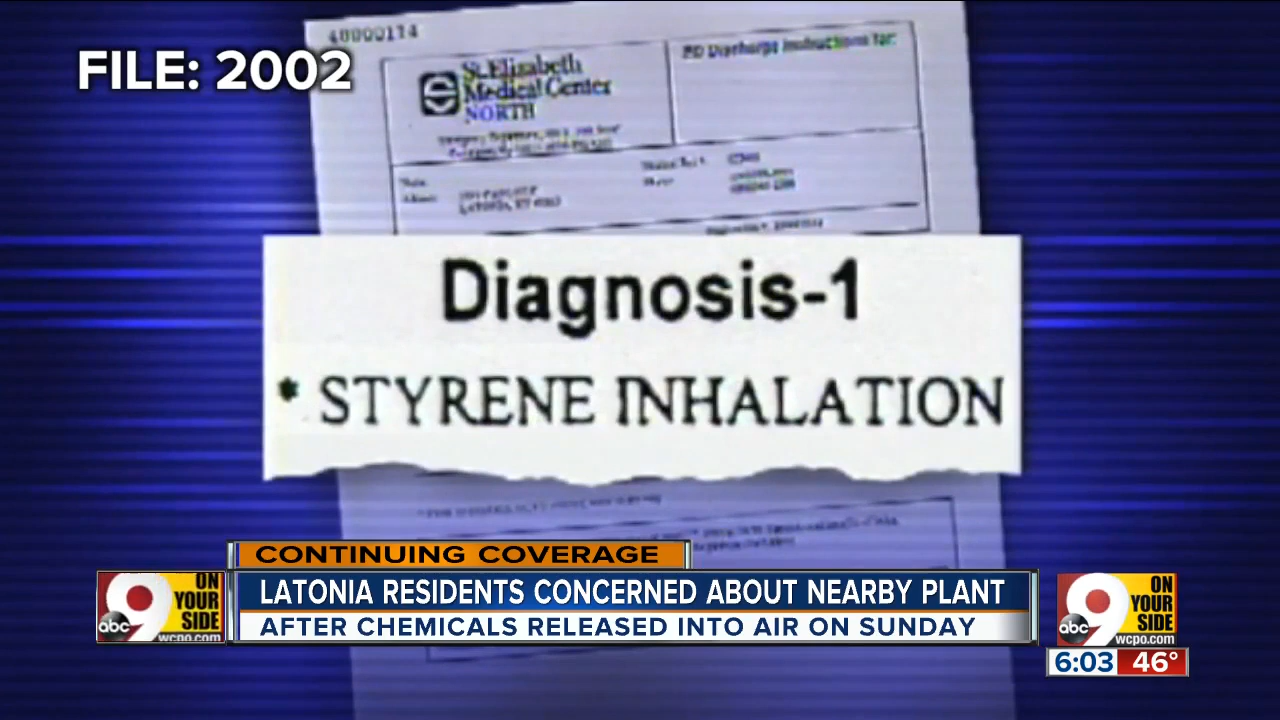 FILE: 2002
48000114
St. Elizabeth
Medical Center
NORTH
ED Discharge Instructions for:
Diagnosis-1
* STYRENE INHALATION
CONTINUING COVERAGE
LATONIA RESIDENTS CONCERNED ABOUT NEARBY PLANT
AFTER CHEMICALS RELEASED INTO AIR ON SUNDAY
abc 9 ON YOUR SIDE
wcpo.com
abc 9 ON YOUR SIDE
wcpo.com
6:03 46°